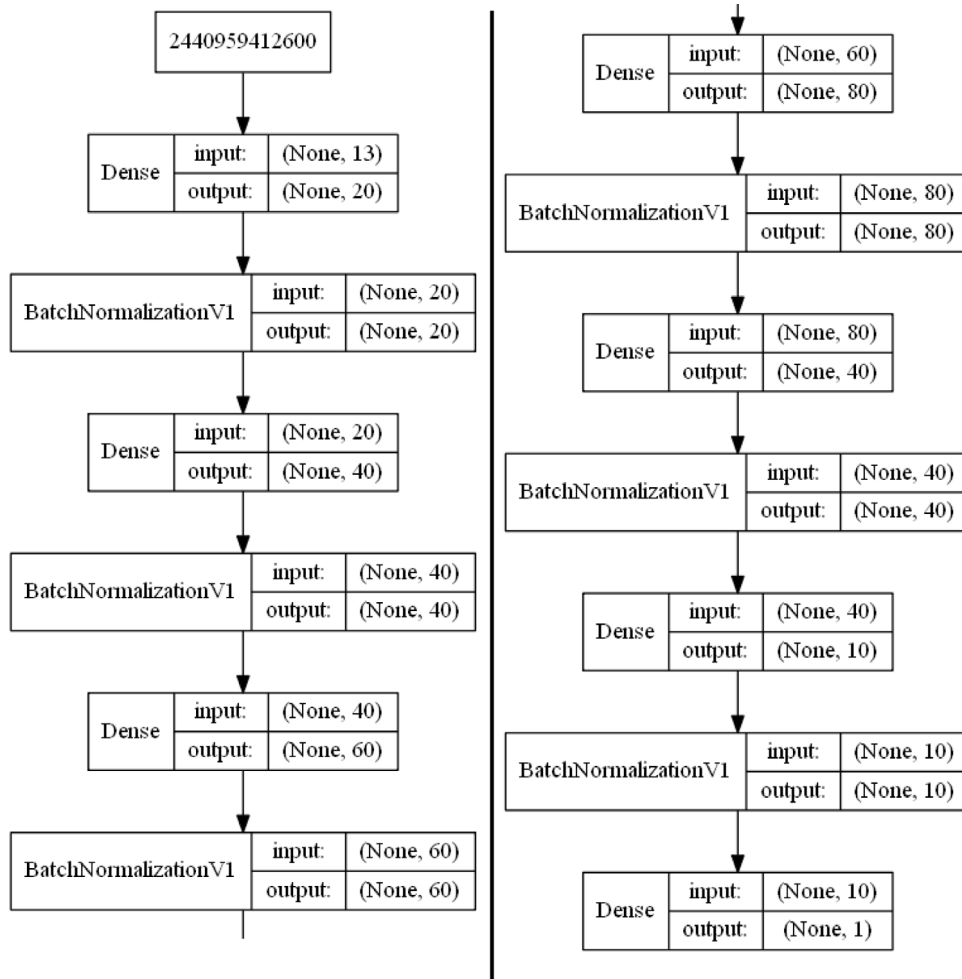 2440959412600
Dense input: (None, 13)
output: (None, 20)
BatchNormalizationV1 input: (None, 20)
output: (None, 20)
Dense input: (None, 20)
output: (None, 40)
BatchNormalizationV1 input: (None, 40)
output: (None, 40)
Dense input: (None, 40)
output: (None, 60)
BatchNormalizationV1 input: (None, 60)
output: (None, 60)
Dense input: (None, 60)
output: (None, 80)
BatchNormalizationV1 input: (None, 80)
output: (None, 80)
Dense input: (None, 80)
output: (None, 40)
BatchNormalizationV1 input: (None, 40)
output: (None, 40)
Dense input: (None, 40)
output: (None, 10)
BatchNormalizationV1 input: (None, 10)
output: (None, 10)
Dense input: (None, 10)
output: (None, 1)